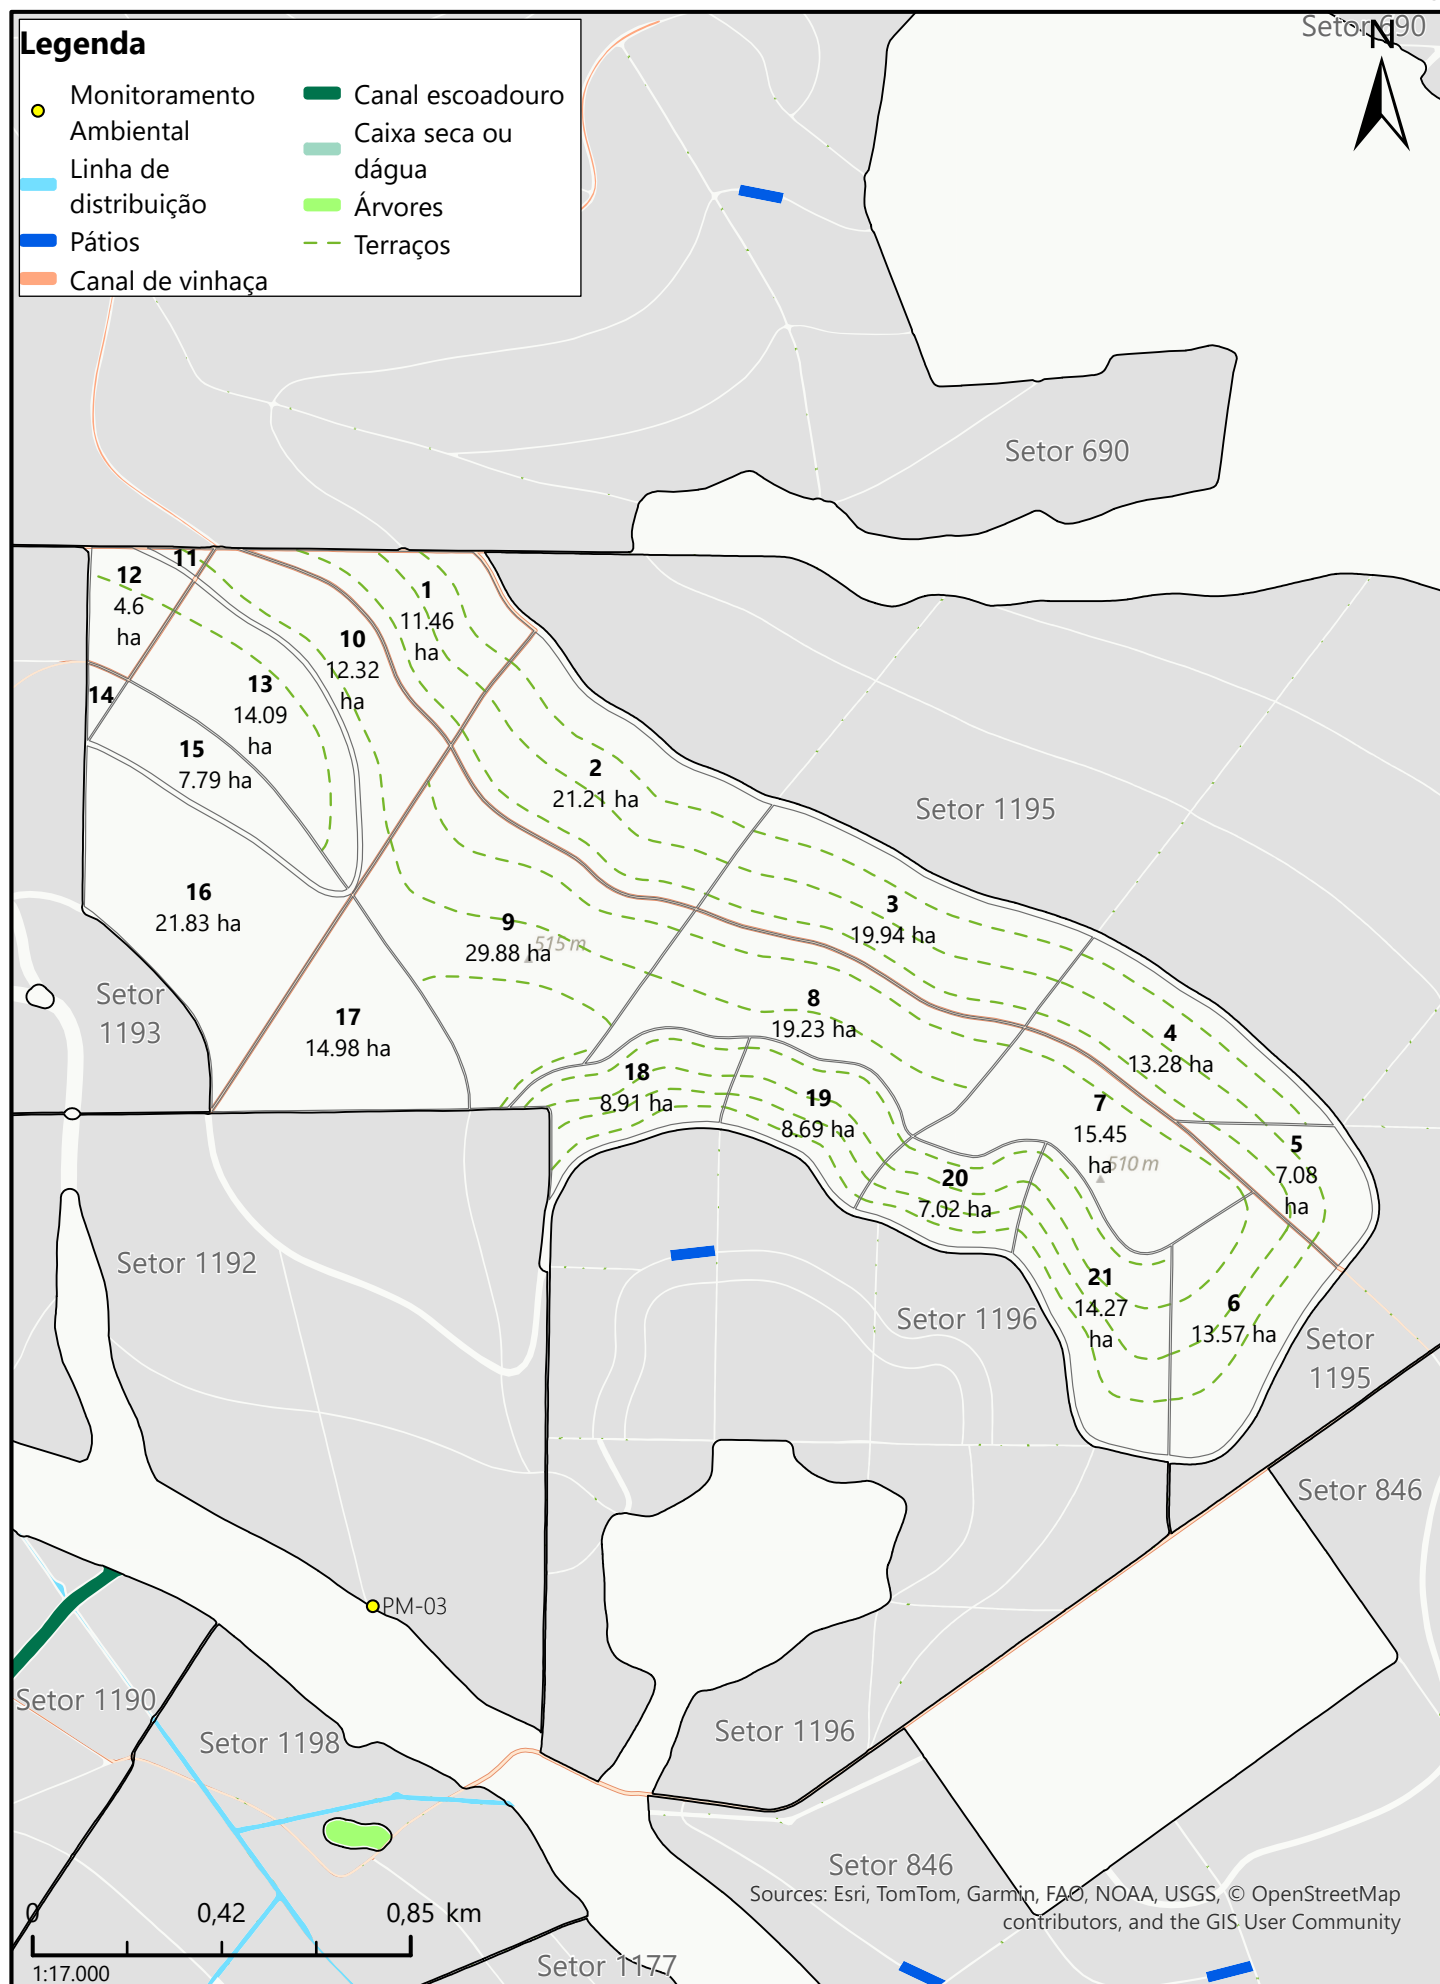 Setor 690
N
Legenda
Monitoramento
Ambiental
Linha de
distribuição
Pátios
Canal de vinhaça
Canal escoadouro
Caixa seca ou
dágua
Árvores
Terraços
Setor 690
11
12
4.6
ha
1
11.46
ha
10
12.32
ha
13
14.09
ha
14
15
7.79 ha
2
21.21 ha
Setor 1195
16
21.83 ha
3
19.94 ha
9
29.88 ha
515 m
Setor
1193
17
14.98 ha
8
19.23 ha
4
13.28 ha
18
8.91 ha
19
8.69 ha
7
15.45
ha
510 m
5
7.08
ha
20
7.02 ha
Setor 1192
21
14.27
ha
6
13.57 ha
Setor 1196
Setor
1195
Setor 846
PM-03
Setor 1190
Setor 1198
Setor 1196
Setor 846
Sources: Esri, TomTom, Garmin, FAO, NOAA, USGS, © OpenStreetMap
contributors, and the GIS User Community
0 0,42 0,85 km
1:17.000
Setor 1177